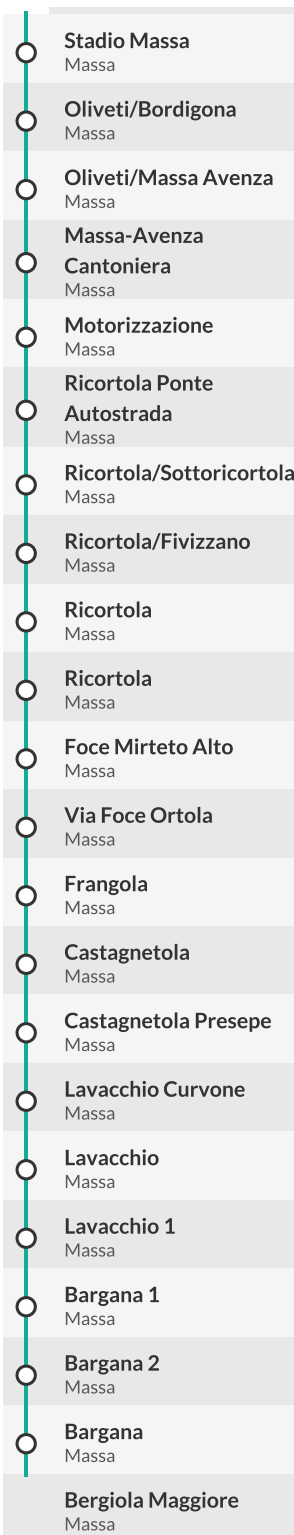 Stadio Massa
Massa
Oliveti/Bordigona
Massa
Oliveti/Massa Avenza
Massa
Massa-Avenza
Cantoniera
Massa
Motorizzazione
Massa
Ricortola Ponte
Autostrada
Massa
Ricortola/Sottoricortola
Massa
Ricortola/Fivizzano
Massa
Ricortola
Massa
Ricortola
Massa
Foce Mirteto Alto
Massa
Via Foce Ortola
Massa
Frangola
Massa
Castagnetola
Massa
Castagnetola Presepe
Massa
Lavacchio Curvone
Massa
Lavacchio
Massa
Lavacchio 1
Massa
Bargana 1
Massa
Bargana 2
Massa
Bargana
Massa
Bergiola Maggiore
Massa